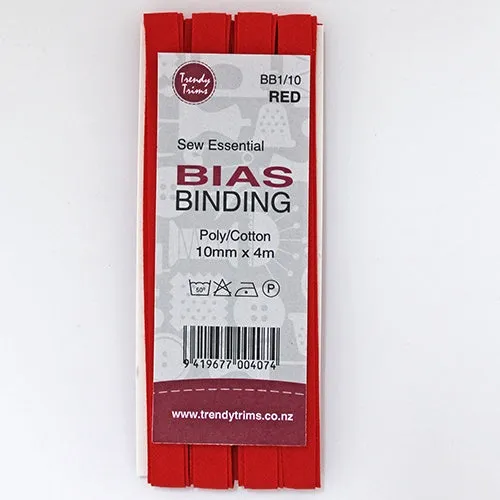 Trendy
Trims
BB1/10
RED
Sew Essential
BIAS
BINDING
Poly/Cotton
10mm x 4m
50°
P
9 419677 004074
www.trendytrims.co.nz